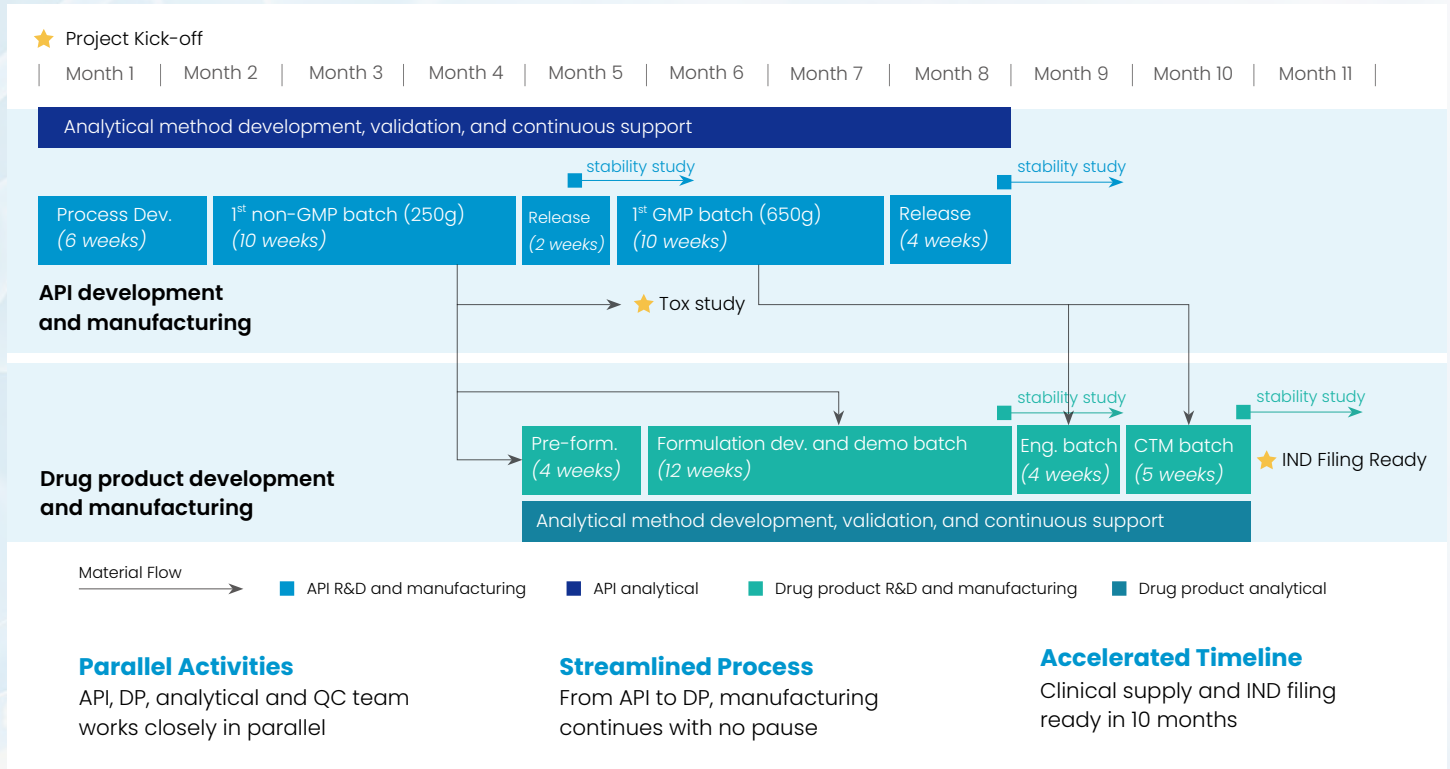 Project Kick-off
Month 1 Month 2 Month 3 Month 4 Month 5 Month 6 Month 7 Month 8 Month 9 Month 10 Month 11
Analytical method development, validation, and continuous support
stability study
stability study
Process Dev.
(6 weeks)
1st non-GMP batch (250g)
(10 weeks)
Release
(2 weeks)
1st GMP batch (650g)
(10 weeks)
Release
(4 weeks)
API development
and manufacturing
Tox study
stability study
stability study
Pre-form.
(4 weeks)
Formulation dev. and demo batch
(12 weeks)
Eng. batch
(4 weeks)
CTM batch
(5 weeks)
IND Filing Ready
Drug product development
and manufacturing
Analytical method development, validation, and continuous support
Material Flow
API R&D and manufacturing
API analytical
Drug product R&D and manufacturing
Drug product analytical
Parallel Activities
API, DP, analytical and QC team
works closely in parallel
Streamlined Process
From API to DP, manufacturing
continues with no pause
Accelerated Timeline
Clinical supply and IND filing
ready in 10 months